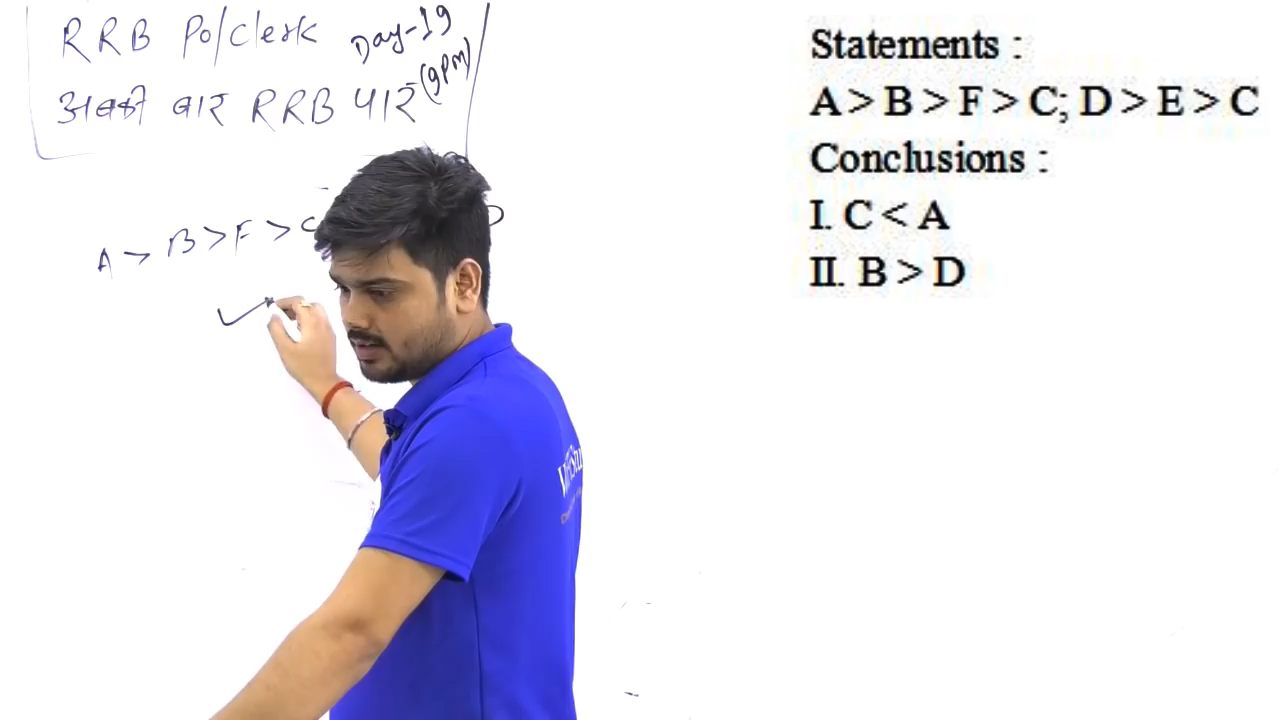 RRB PO/Clerk Day-19
(9PM)
अबकी बार RRB पार
A > B > F > C
Statements :
A > B > F > C; D > E > C
Conclusions :
I. C < A
II. B > D